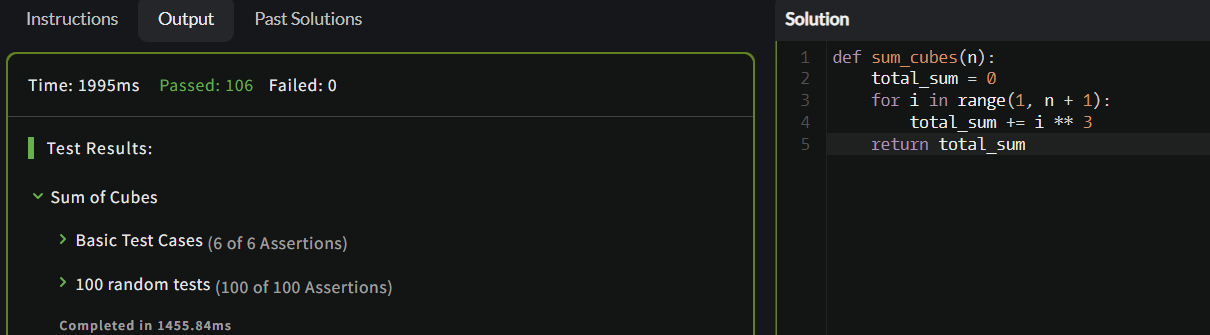 Instructions Output Past Solutions
Time: 1995ms Passed: 106 Failed: 0
Test Results:
Sum of Cubes
Basic Test Cases (6 of 6 Assertions)
100 random tests (100 of 100 Assertions)
Completed in 1455.84ms
Solution
1 def sum_cubes(n):
2     total_sum = 0
3     for i in range(1, n + 1):
4         total_sum += i ** 3
5     return total_sum